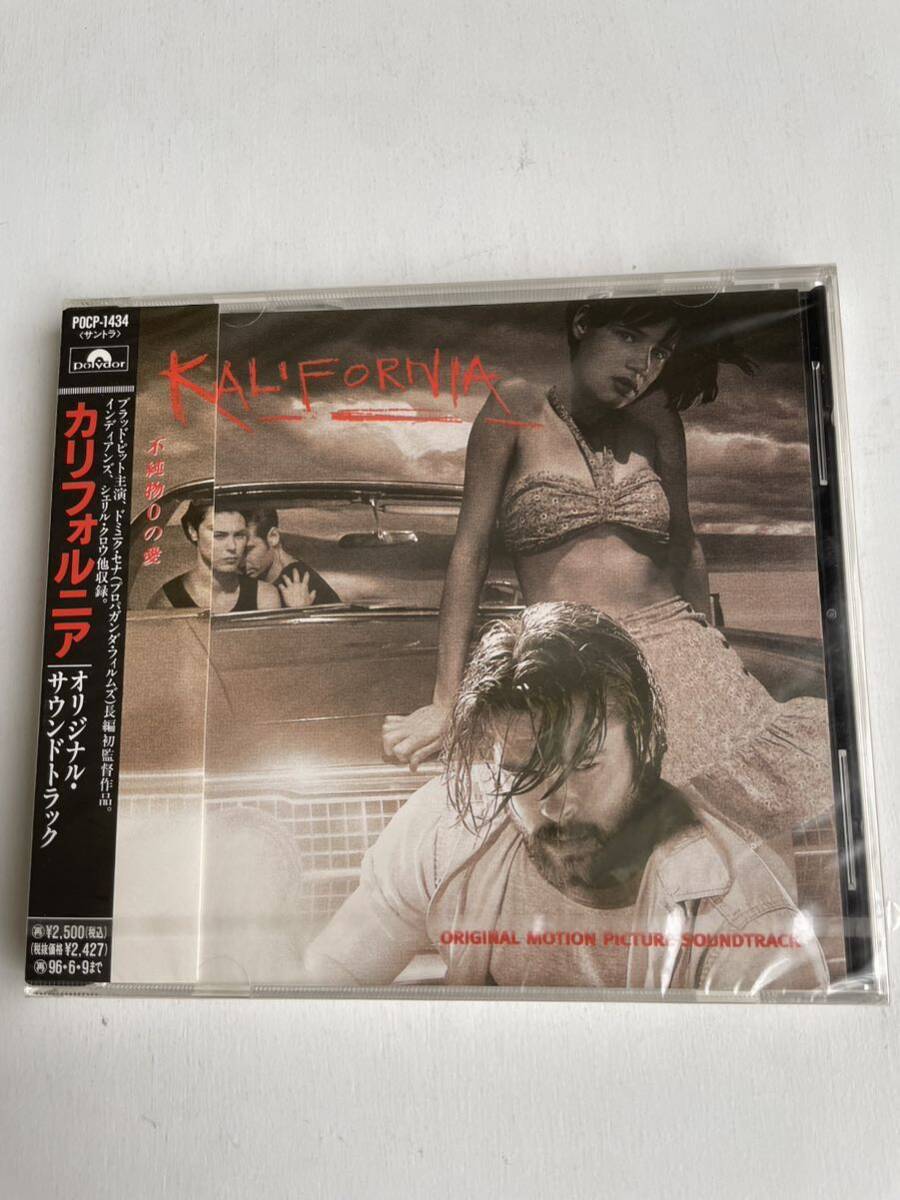 POCP-1434
〈サントラ〉
Polydor
カリフォルニア
オリジナル・
サウンドトラック
ブラッド・ピット主演、ドミニク・セナ(プロパガンダ・フィルムズ)長編初監督作品。
インディアンズ、シェリル・クロウ他収録。
不純物0の愛
KALIFORNIA
ORIGINAL MOTION PICTURE SOUNDTRACK
再¥2,500(税込)
(税抜価格 ¥2,427)
再96・6・9まで